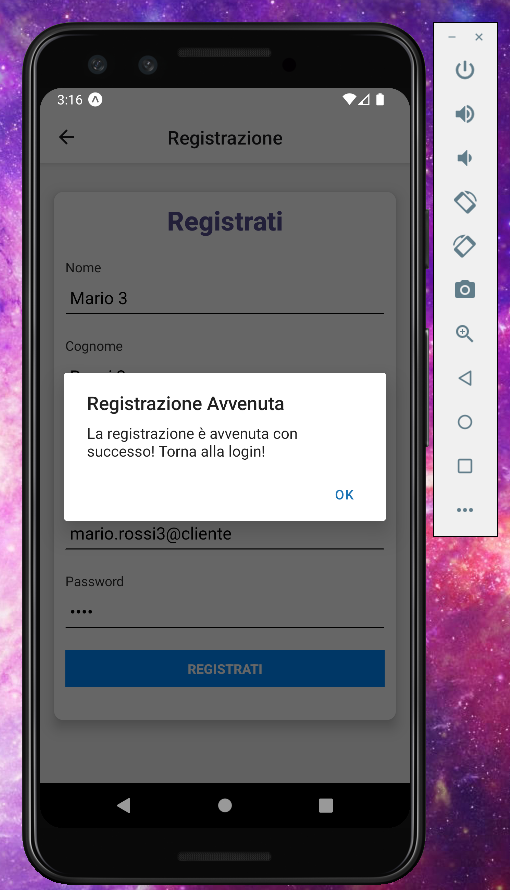 3:16
Registrazione
Registrati
Nome
Mario 3
Cognome
Registrazione Avvenuta
La registrazione è avvenuta con
successo! Torna alla login!
OK
mario.rossi3@cliente
Password
••••
REGISTRATI